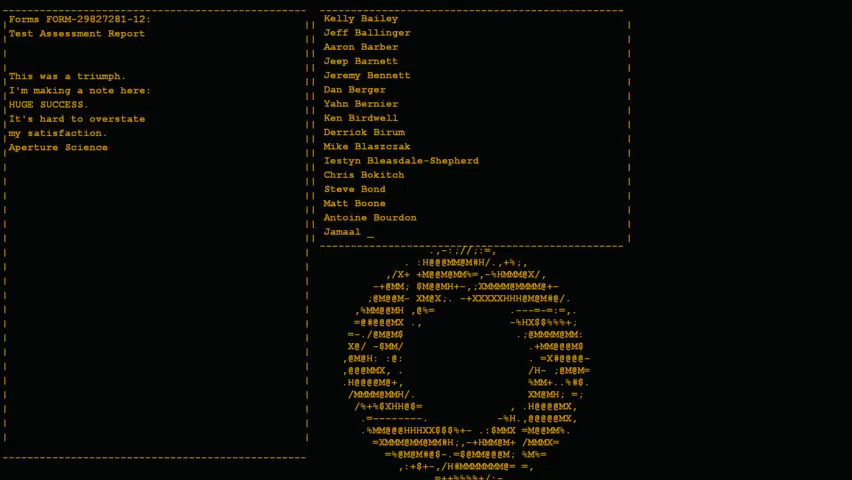 Forms FORM-29827281-12:
Test Assessment Report
This was a triumph.
I'm making a note here:
HUGE SUCCESS.
It's hard to overstate
my satisfaction.
Aperture Science
Kelly Bailey
Jeff Ballinger
Aaron Barber
Jeep Barnett
Jeremy Bennett
Dan Berger
Yahn Bernier
Ken Birdwell
Derrick Birum
Mike Blaszczak
Iestyn Bleasdale-Shepherd
Chris Bokitch
Steve Bond
Matt Boone
Antoine Bourdon
Jamaal _